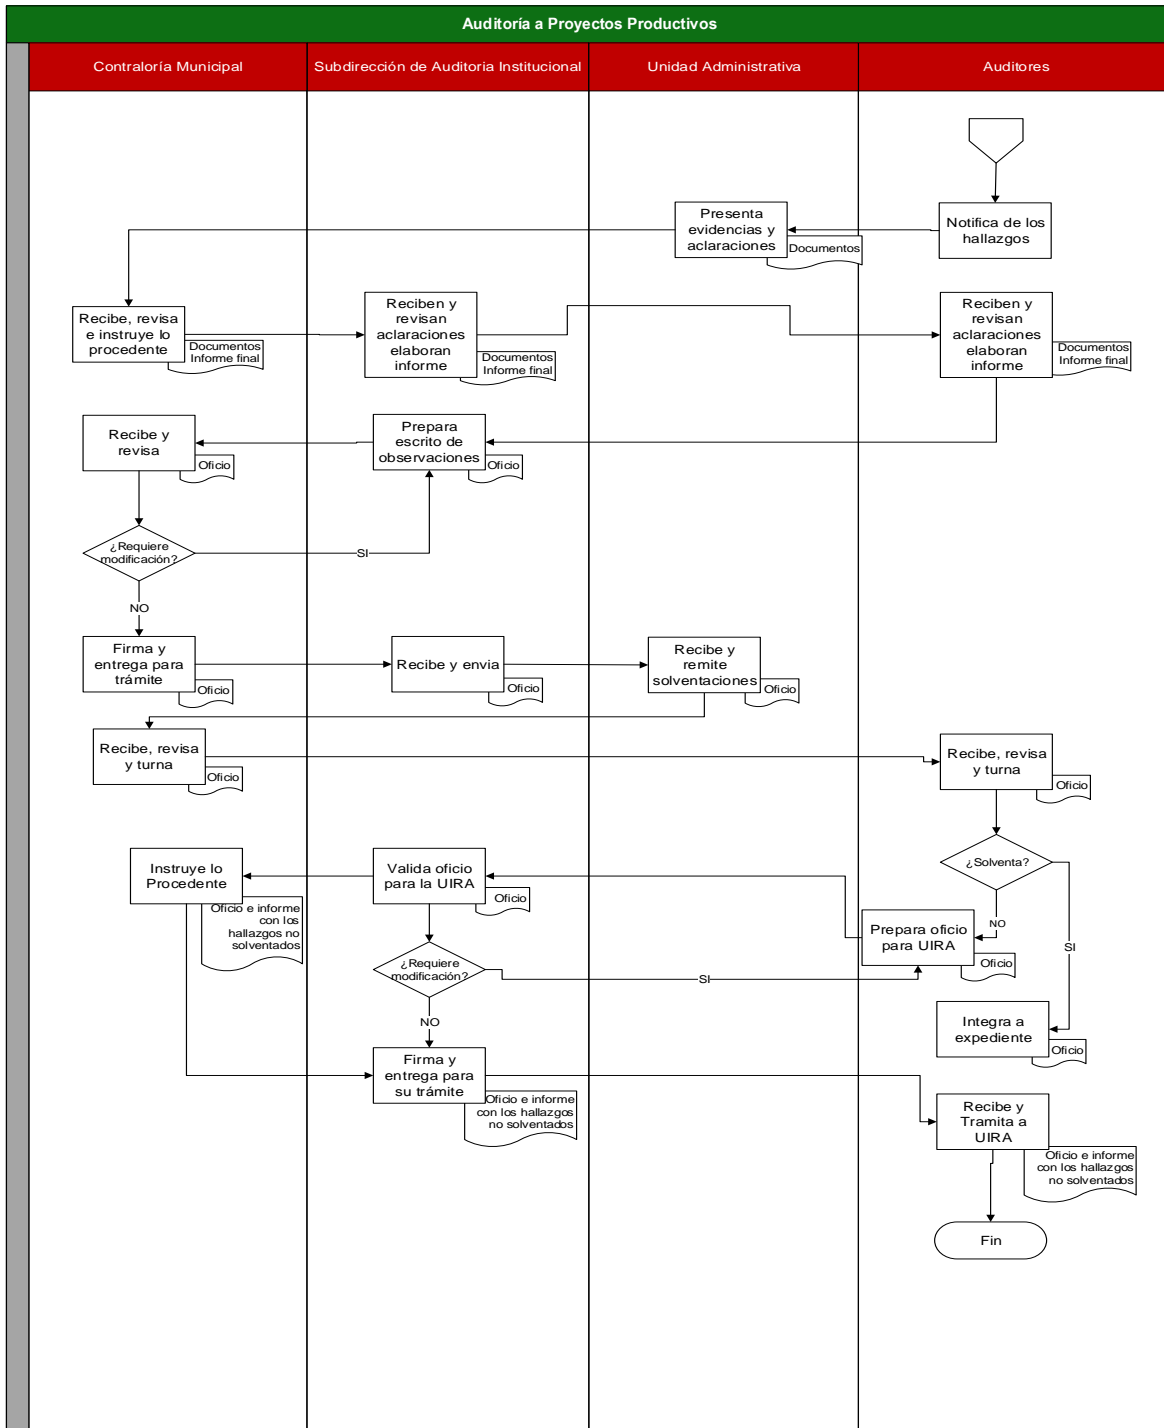 Auditoría a Proyectos Productivos
Contraloría Municipal
Subdirección de Auditoria Institucional
Unidad Administrativa
Auditores
Notifica de los
hallazgos
Presenta
evidencias y
aclaraciones
Documentos
Recibe, revisa
e instruye lo
procedente
Documentos
Informe final
Reciben y
revisan
aclaraciones
elaboran
informe
Documentos
Informe final
Reciben y
revisan
aclaraciones
elaboran
informe
Documentos
Informe final
Prepara
escrito de
observaciones
Oficio
Recibe y
revisa
Oficio
¿Requiere
modificación?
SI
NO
Firma y
entrega para
trámite
Oficio
Recibe y envia
Oficio
Recibe y
remite
solventaciones
Oficio
Recibe, revisa
y turna
Oficio
Recibe, revisa
y turna
Oficio
¿Solventa?
NO
SI
Prepara oficio
para UIRA
Oficio
Integra a
expediente
Oficio
Valida oficio
para la UIRA
Oficio
Instruye lo
Procedente
Oficio e informe
con los
hallazgos no
solventados
¿Requiere
modificación?
SI
NO
Firma y
entrega para
su trámite
Oficio e informe
con los hallazgos
no solventados
Recibe y
Tramita a
UIRA
Oficio e informe
con los hallazgos
no solventados
Fin